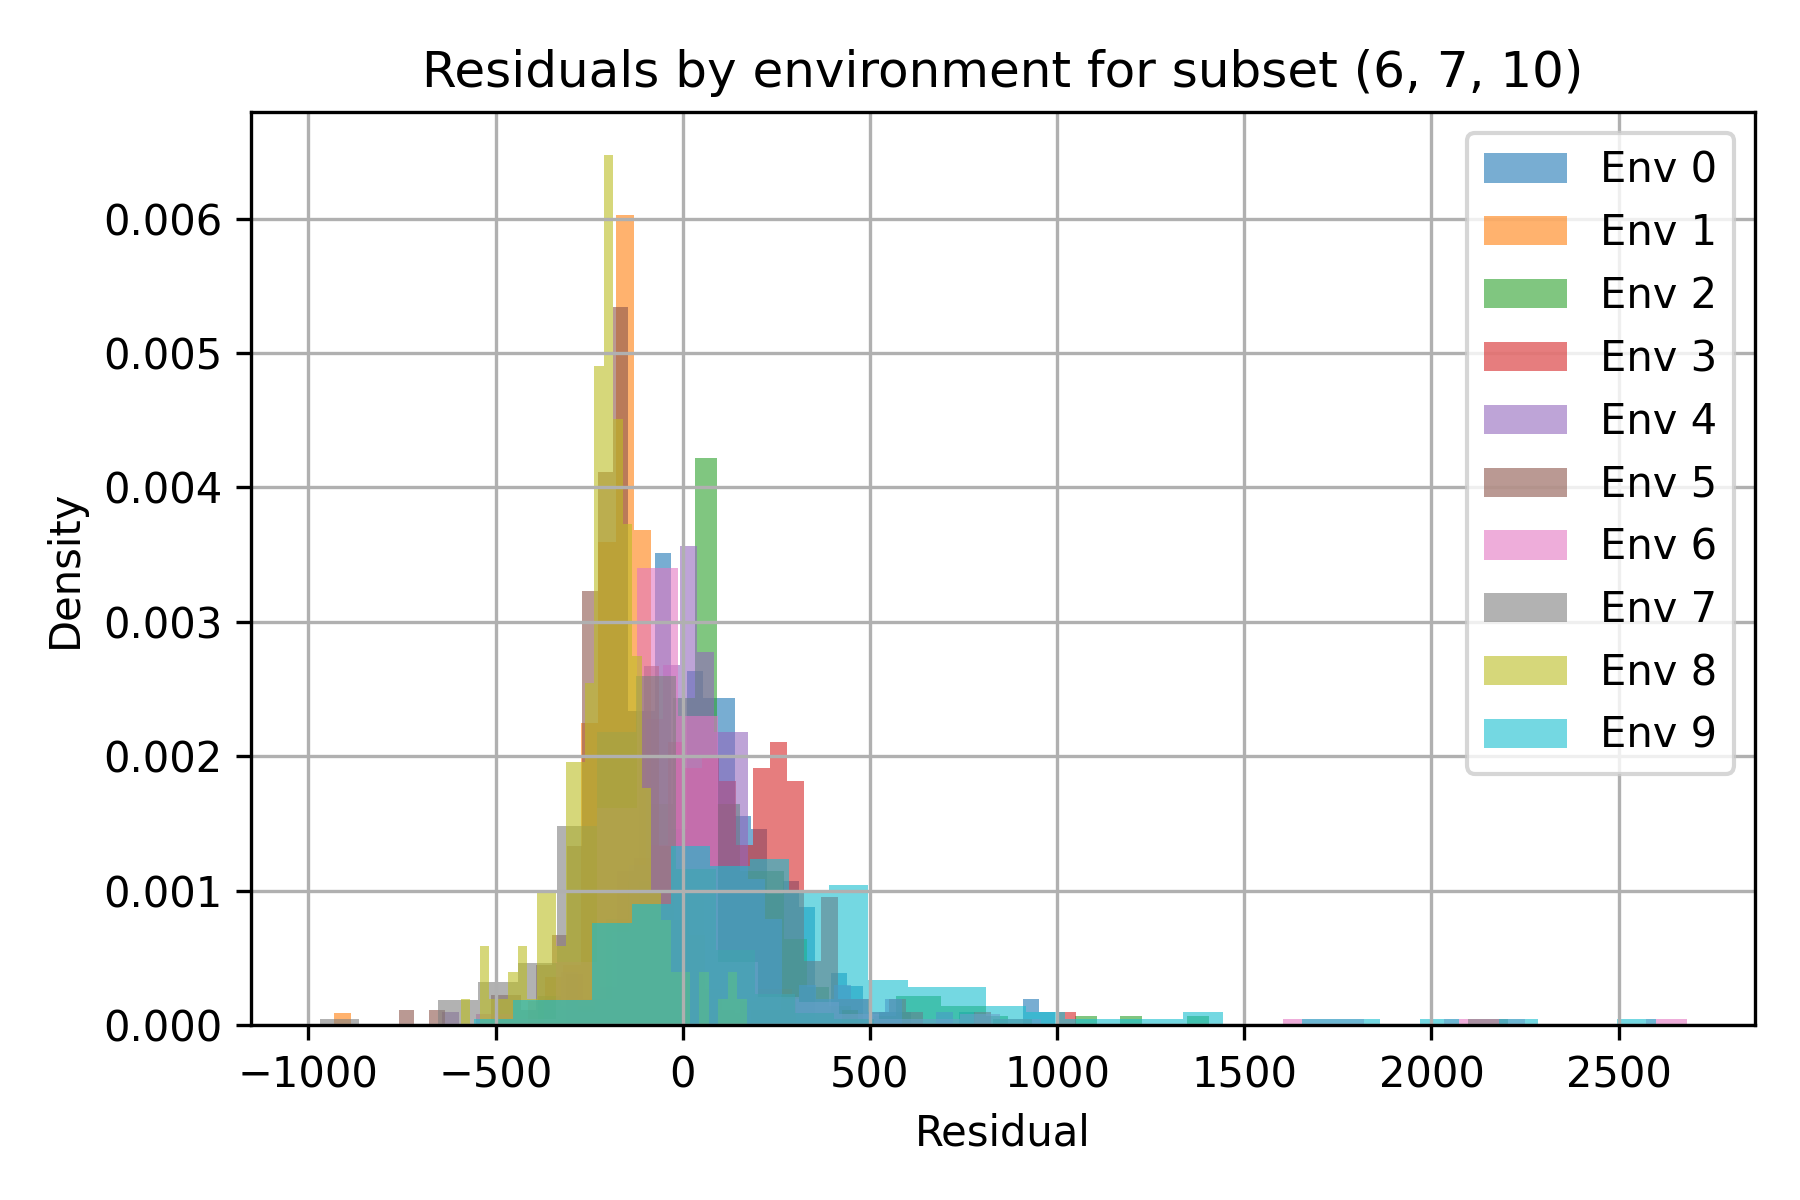 Residuals by environment for subset (6, 7, 10)
Env 0
Env 1
Env 2
Env 3
Env 4
Env 5
Env 6
Env 7
Env 8
Env 9
0.006
0.005
0.004
0.003
0.002
0.001
0.000
Density
−1000 −500 0 500 1000 1500 2000 2500
Residual